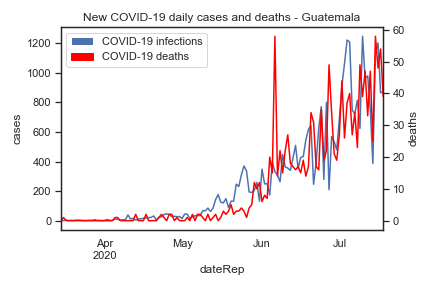 New COVID-19 daily cases and deaths - Guatemala
COVID-19 infections
COVID-19 deaths
1200
1000
800
600
400
200
0
cases
60
50
40
30
20
10
0
deaths
Apr
2020
May
Jun
Jul
dateRep